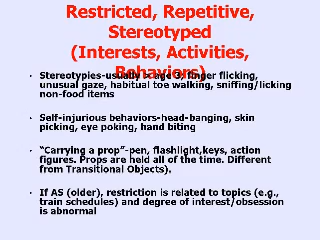 Restricted, Repetitive,
Stereotyped
(Interests, Activities,
Behaviors)
• Stereotypies-usually > age 3; finger flicking,
unusual gaze, habitual toe walking, sniffing/licking
non-food items
• Self-injurious behaviors-head-banging, skin
picking, eye poking, hand biting
• “Carrying a prop”-pen, flashlight,keys, action
figures. Props are held all of the time. Different
from Transitional Objects).
• If AS (older), restriction is related to topics (e.g.,
train schedules) and degree of interest/obsession
is abnormal